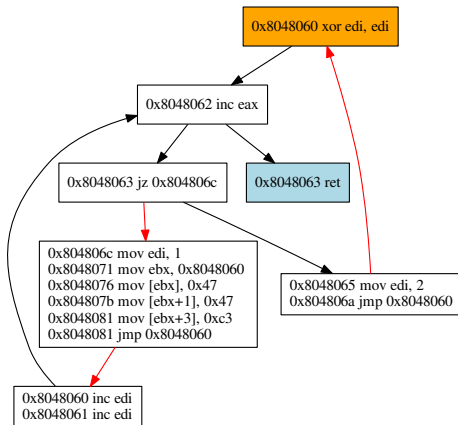 0x8048060 xor edi, edi
0x8048062 inc eax
0x8048063 jz 0x804806c
0x8048063 ret
0x804806c mov edi, 1
0x8048071 mov ebx, 0x8048060
0x8048076 mov [ebx], 0x47
0x804807b mov [ebx+1], 0x47
0x8048081 mov [ebx+3], 0xc3
0x8048081 jmp 0x8048060
0x8048065 mov edi, 2
0x804806a jmp 0x8048060
0x8048060 inc edi
0x8048061 inc edi